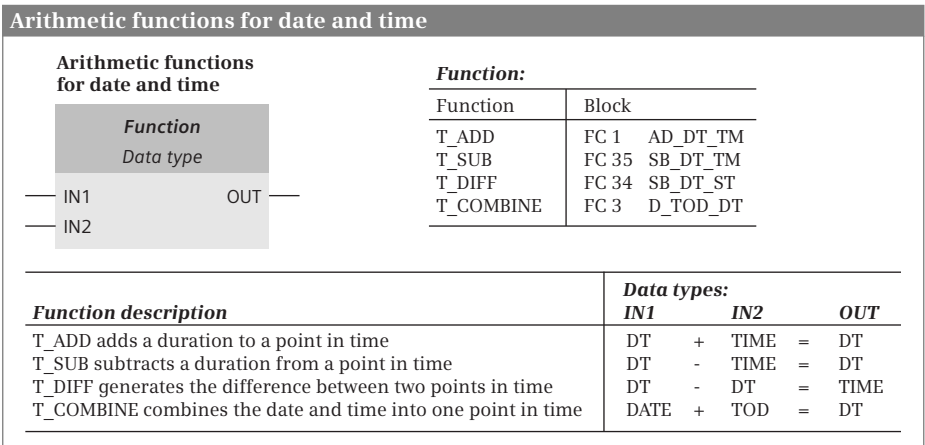 Arithmetic functions for date and time
Arithmetic functions
for date and time
Function
Data type
IN1 OUT
IN2
Function:
Function Block
T_ADD FC 1 AD_DT_TM
T_SUB FC 35 SB_DT_TM
T_DIFF FC 34 SB_DT_ST
T_COMBINE FC 3 D_TOD_DT
Data types:
Function description IN1 IN2 OUT
T_ADD adds a duration to a point in time DT + TIME = DT
T_SUB subtracts a duration from a point in time DT - TIME = DT
T_DIFF generates the difference between two points in time DT - DT = TIME
T_COMBINE combines the date and time into one point in time DATE + TOD = DT